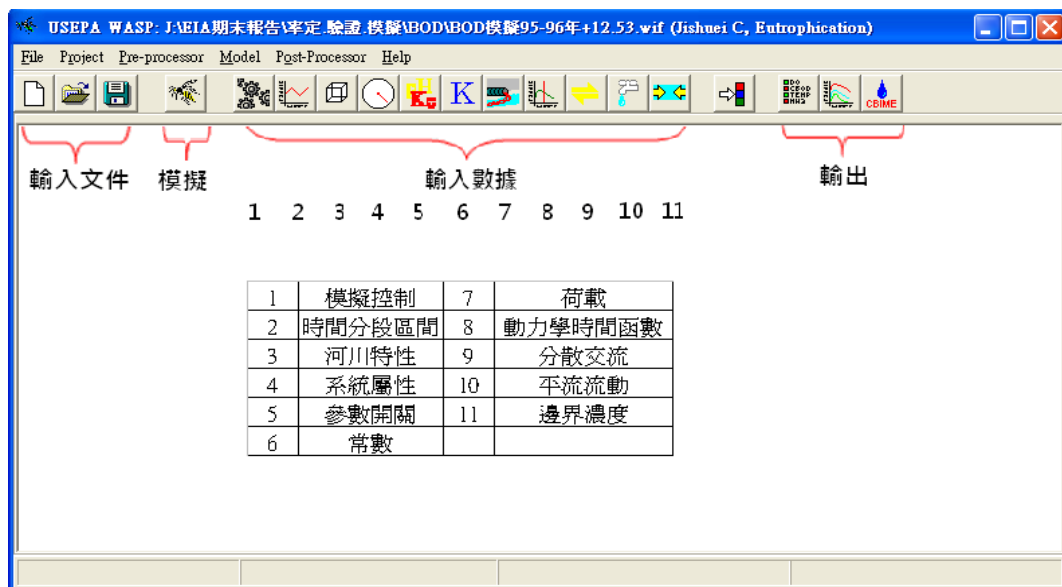 USEPA WASP: J:\EIA期末報告\率定.驗證.模擬\BOD\BOD模擬95-96年+12.53.wif (Jishuei C, Eutrophication)
File Project Pre-processor Model Post-Processor Help
K
CBIME
輸入文件 模擬 輸入數據 輸出
1 2 3 4 5 6 7 8 9 10 11
1 模擬控制 7 荷載
2 時間分段區間 8 動力學時間函數
3 河川特性 9 分散交流
4 系統屬性 10 平流流動
5 參數開關 11 邊界濃度
6 常數